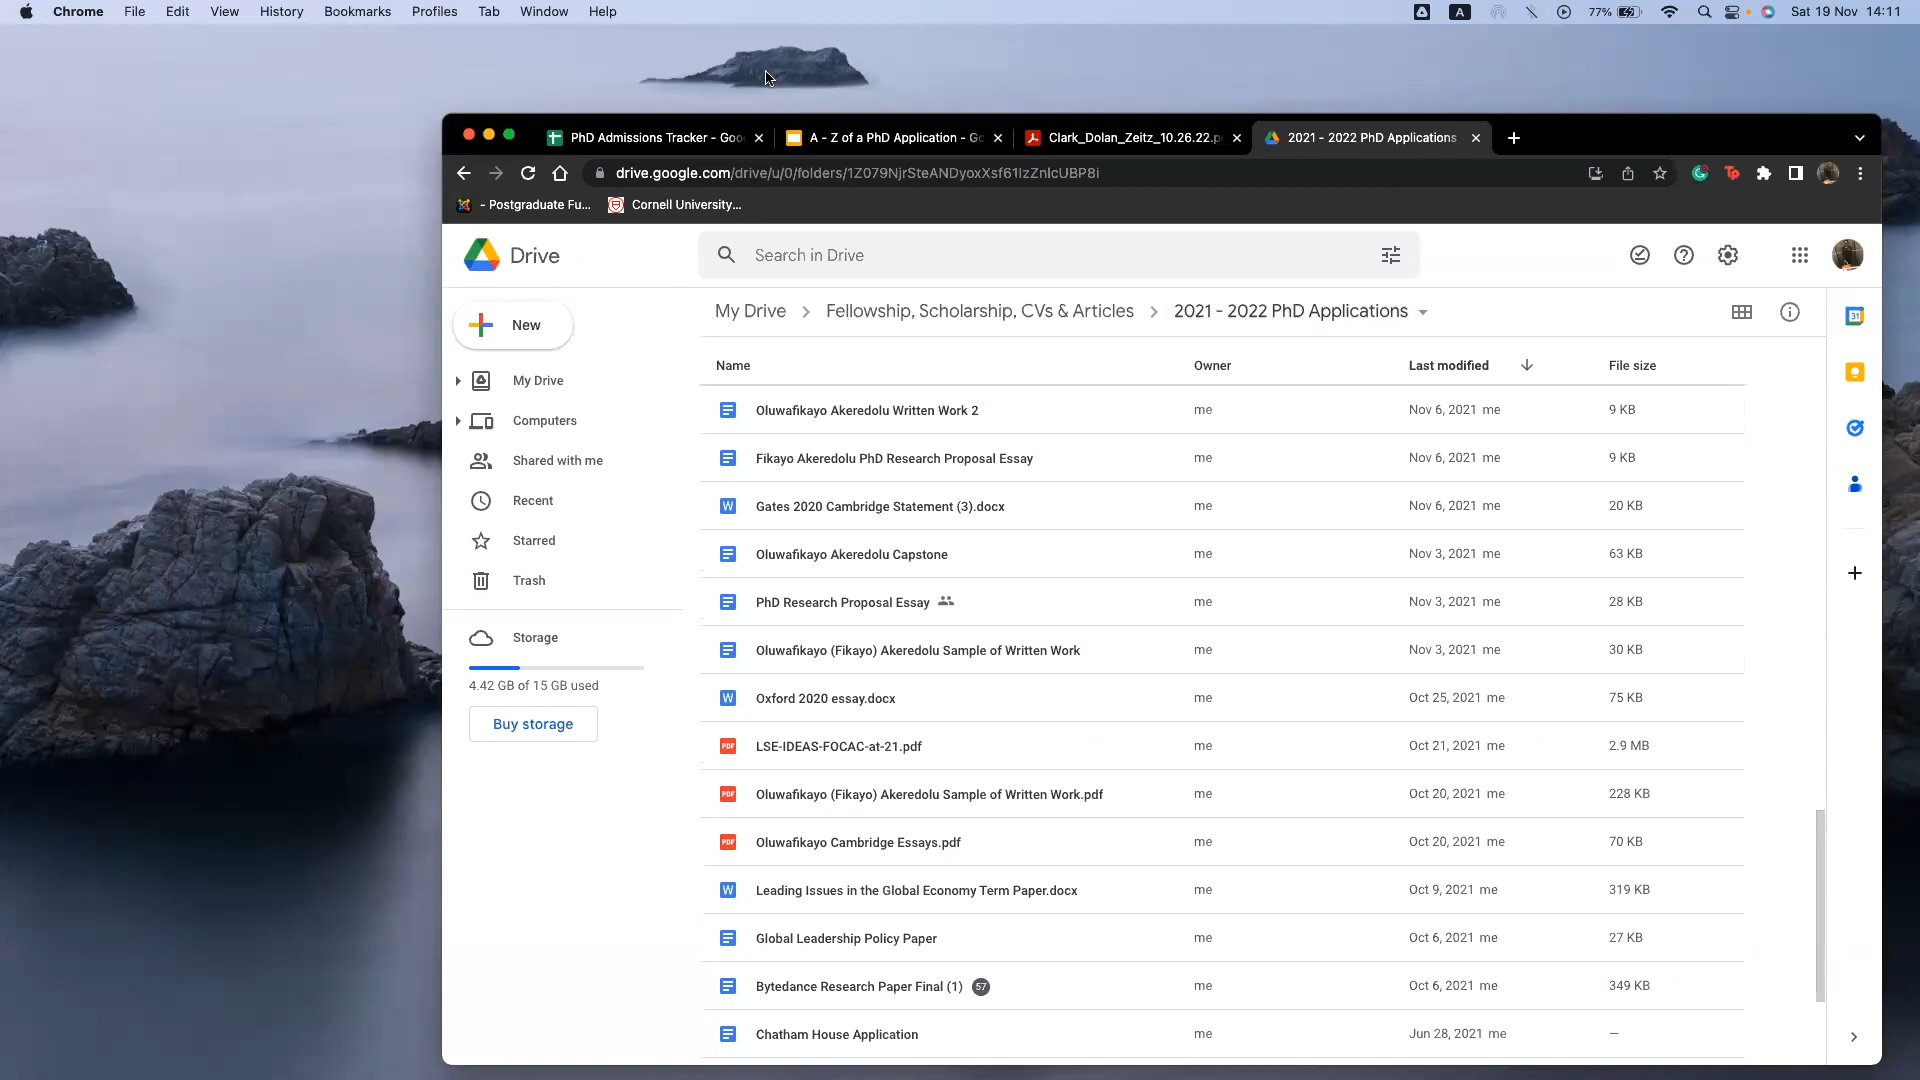 Chrome File Edit View History Bookmarks Profiles Tab Window Help A 77% Sat 19 Nov 14:11
PhD Admissions Tracker - Goo A - Z of a PhD Application - Go Clark_Dolan_Zeitz_10.26.22.p 2021 - 2022 PhD Applications
drive.google.com/drive/u/0/folders/1Z079NjrSteANDyoxXsf61IzZnlcUBP8i
- Postgraduate Fu... Cornell University...
Drive Search in Drive
New
My Drive
Computers
Shared with me
Recent
Starred
Trash
Storage
4.42 GB of 15 GB used
Buy storage
My Drive Fellowship, Scholarship, CVs & Articles 2021 - 2022 PhD Applications
Name Owner Last modified File size
Oluwafikayo Akeredolu Written Work 2 me Nov 6, 2021 me 9 KB
Fikayo Akeredolu PhD Research Proposal Essay me Nov 6, 2021 me 9 KB
W Gates 2020 Cambridge Statement (3).docx me Nov 6, 2021 me 20 KB
Oluwafikayo Akeredolu Capstone me Nov 3, 2021 me 63 KB
PhD Research Proposal Essay me Nov 3, 2021 me 28 KB
Oluwafikayo (Fikayo) Akeredolu Sample of Written Work me Nov 3, 2021 me 30 KB
W Oxford 2020 essay.docx me Oct 25, 2021 me 75 KB
PDF LSE-IDEAS-FOCAC-at-21.pdf me Oct 21, 2021 me 2.9 MB
PDF Oluwafikayo (Fikayo) Akeredolu Sample of Written Work.pdf me Oct 20, 2021 me 228 KB
PDF Oluwafikayo Cambridge Essays.pdf me Oct 20, 2021 me 70 KB
W Leading Issues in the Global Economy Term Paper.docx me Oct 9, 2021 me 319 KB
Global Leadership Policy Paper me Oct 6, 2021 me 27 KB
Bytedance Research Paper Final (1) 57 me Oct 6, 2021 me 349 KB
Chatham House Application me Jun 28, 2021 me —
31